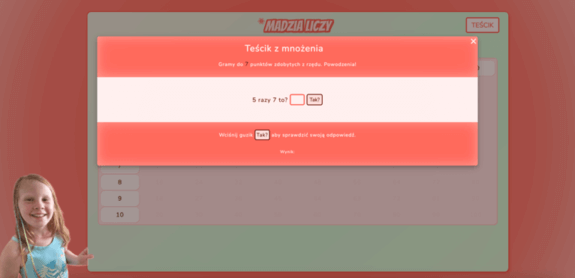 MADZIA LICZY
TEŚCIK
Teścik z mnożenia
Gramy do 7 punktów zdobytych z rzędu. Powodzenia!
5 razy 7 to? Tak?
Wciśnij guzik Tak? aby sprawdzić swoją odpowiedź.
Wynik
8
9
10